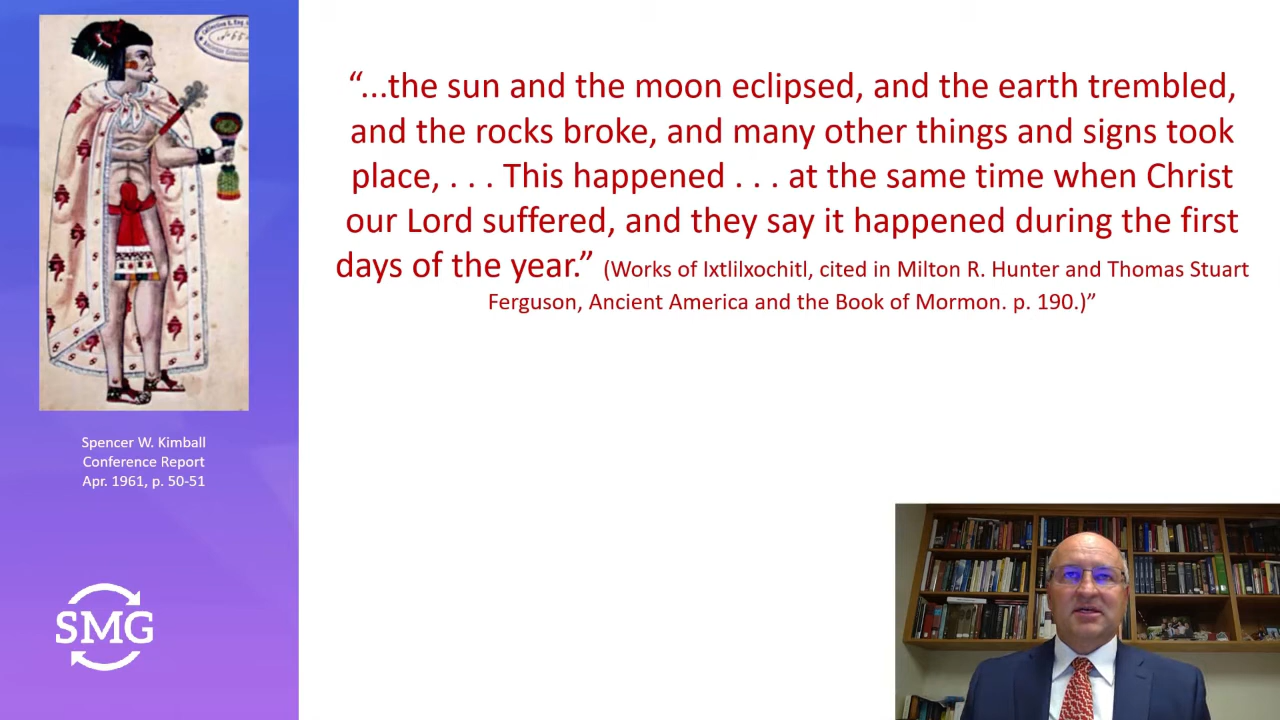 “...the sun and the moon eclipsed, and the earth trembled,
and the rocks broke, and many other things and signs took
place, . . . This happened . . . at the same time when Christ
our Lord suffered, and they say it happened during the first
days of the year.” (Works of Ixtlilxochitl, cited in Milton R. Hunter and Thomas Stuart
Ferguson, Ancient America and the Book of Mormon. p. 190.)”
Spencer W. Kimball
Conference Report
Apr. 1961, p. 50-51
SMG